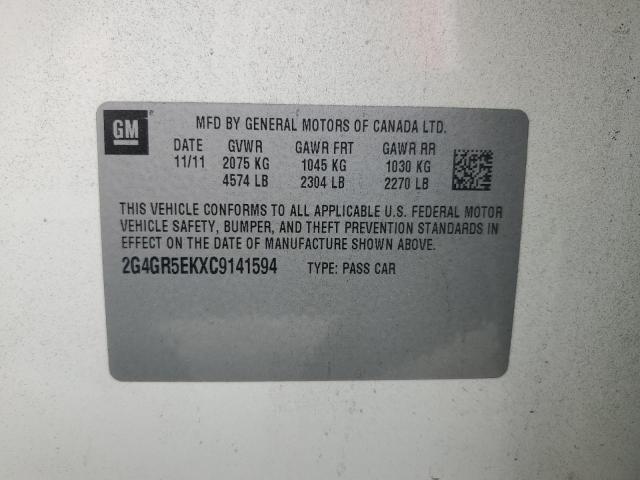 GM
MFD BY GENERAL MOTORS OF CANADA LTD.
DATE GVWR GAWR FRT GAWR RR
11/11 2075 KG 1045 KG 1030 KG
4574 LB 2304 LB 2270 LB
THIS VEHICLE CONFORMS TO ALL APPLICABLE U.S. FEDERAL MOTOR
VEHICLE SAFETY, BUMPER, AND THEFT PREVENTION STANDARDS IN
EFFECT ON THE DATE OF MANUFACTURE SHOWN ABOVE.
2G4GR5EKXC9141594 TYPE: PASS CAR